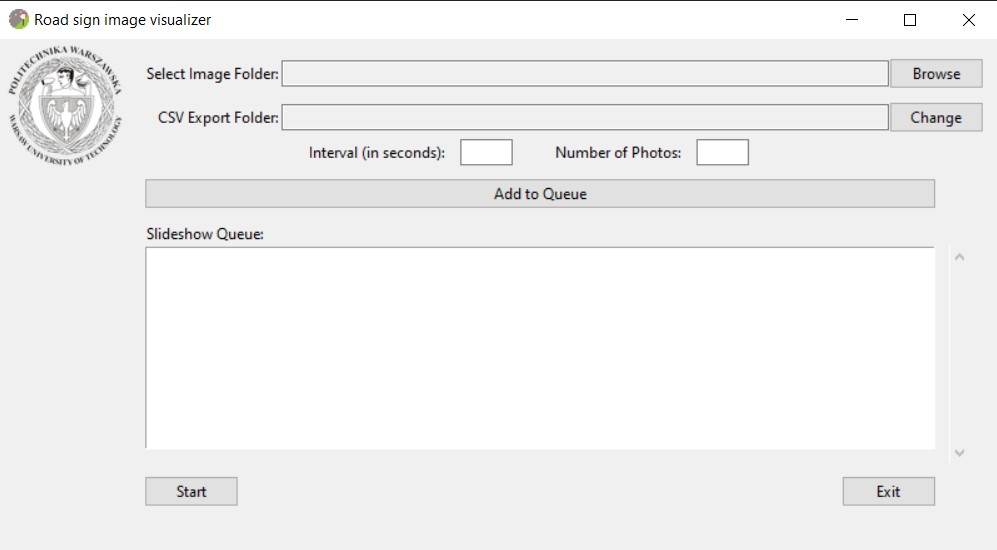 Road sign image visualizer
POLITECHNIKA WARSZAWSKA
WARSAW UNIVERSITY OF TECHNOLOGY
Select Image Folder:
Browse
CSV Export Folder:
Change
Interval (in seconds):
Number of Photos:
Add to Queue
Slideshow Queue:
Start
Exit